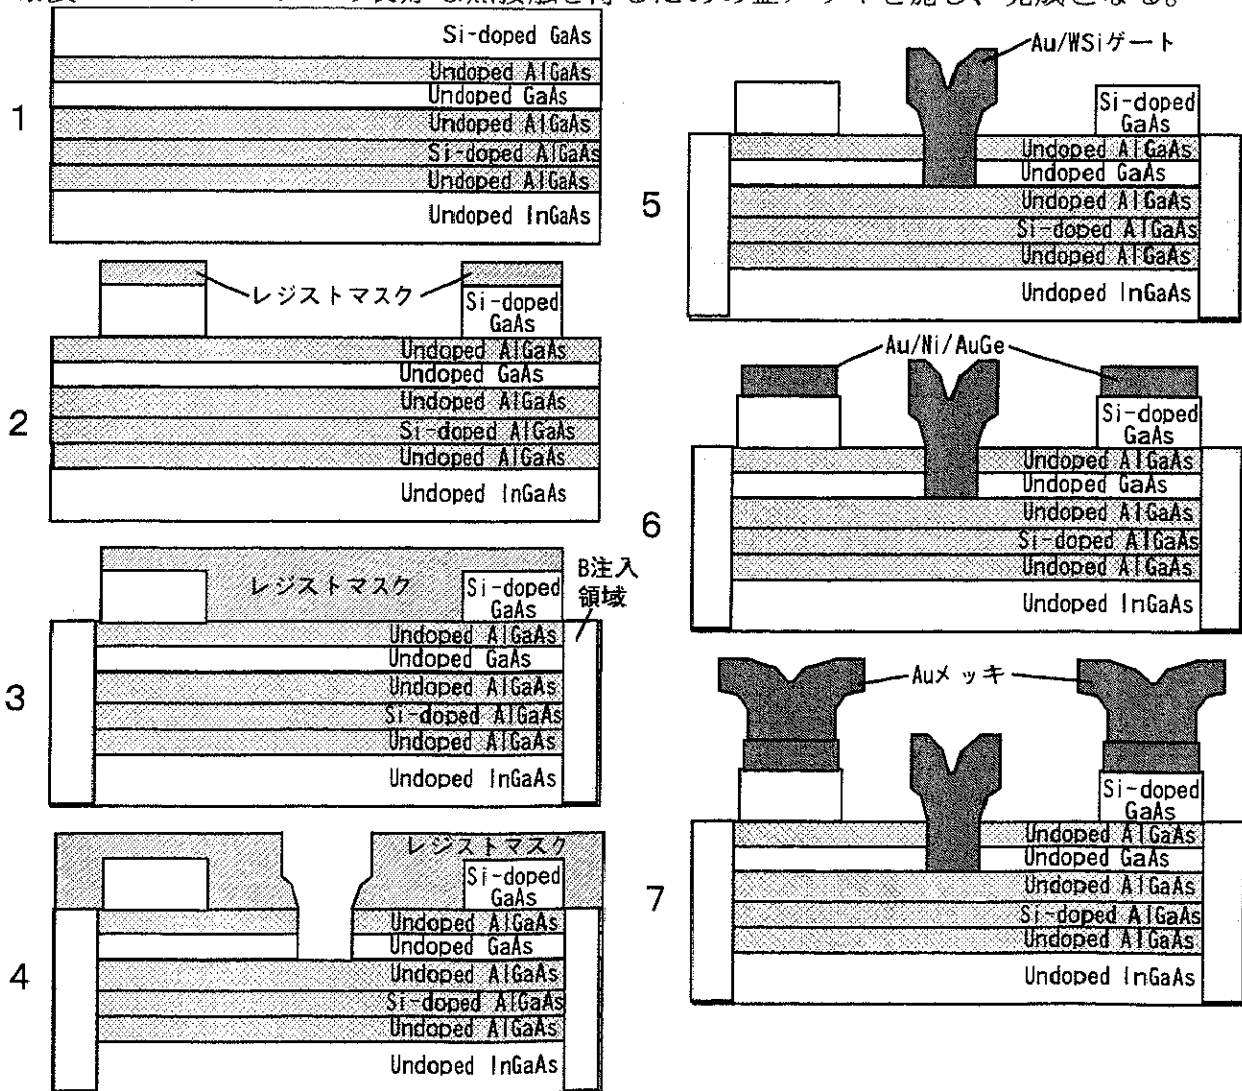 1
Si-doped GaAs
Undoped AlGaAs
Undoped GaAs
Undoped AlGaAs
Si-doped AlGaAs
Undoped AlGaAs
Undoped InGaAs
2
レジストマスク
Si-doped
GaAs
Undoped AlGaAs
Undoped GaAs
Undoped AlGaAs
Si-doped AlGaAs
Undoped AlGaAs
Undoped InGaAs
3
レジストマスク
Si-doped
GaAs
B注入
領域
Undoped AlGaAs
Undoped GaAs
Undoped AlGaAs
Si-doped AlGaAs
Undoped AlGaAs
Undoped InGaAs
4
レジストマスク
Si-doped
GaAs
Undoped AlGaAs
Undoped GaAs
Undoped AlGaAs
Si-doped AlGaAs
Undoped AlGaAs
Undoped InGaAs
5
Au/WSiゲート
Si-doped
GaAs
Undoped AlGaAs
Undoped GaAs
Undoped AlGaAs
Si-doped AlGaAs
Undoped AlGaAs
Undoped InGaAs
6
Au/Ni/AuGe
Si-doped
GaAs
Undoped AlGaAs
Undoped GaAs
Undoped AlGaAs
Si-doped AlGaAs
Undoped AlGaAs
Undoped InGaAs
7
Auメッキ
Si-doped
GaAs
Undoped AlGaAs
Undoped GaAs
Undoped AlGaAs
Si-doped AlGaAs
Undoped AlGaAs
Undoped InGaAs